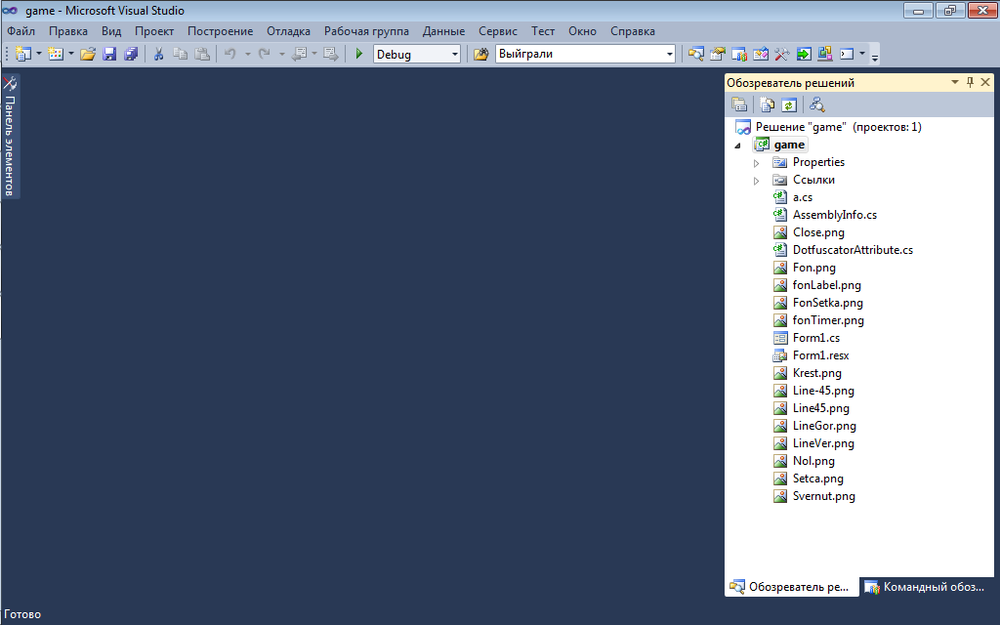 game - Microsoft Visual Studio
Файл Правка Вид Проект Построение Отладка Рабочая группа Данные Сервис Тест Окно Справка
Debug Выйграли
Панель элементов
Обозреватель решений
Решение "game" (проектов: 1)
game
Properties
Ссылки
a.cs
AssemblyInfo.cs
Close.png
DotfuscatorAttribute.cs
Fon.png
fonLabel.png
FonSetka.png
fonTimer.png
Form1.cs
Form1.resx
Krest.png
Line-45.png
Line45.png
LineGor.png
LineVer.png
Nol.png
Setca.png
Svernut.png
Обозреватель ре... Командный обоз...
Готово